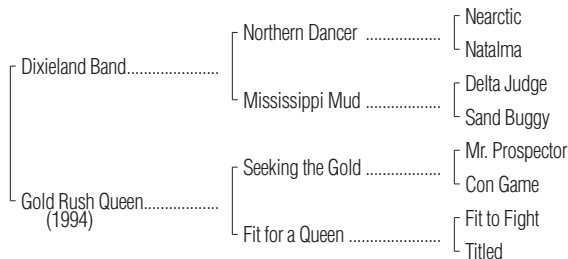 Nearctic
Northern Dancer ..................
Natalma
Dixieland Band......................
Delta Judge
Mississippi Mud ..................
Sand Buggy
Mr. Prospector
Seeking the Gold ..................
Con Game
Gold Rush Queen..................
(1994)
Fit to Fight
Fit for a Queen ......................
Titled